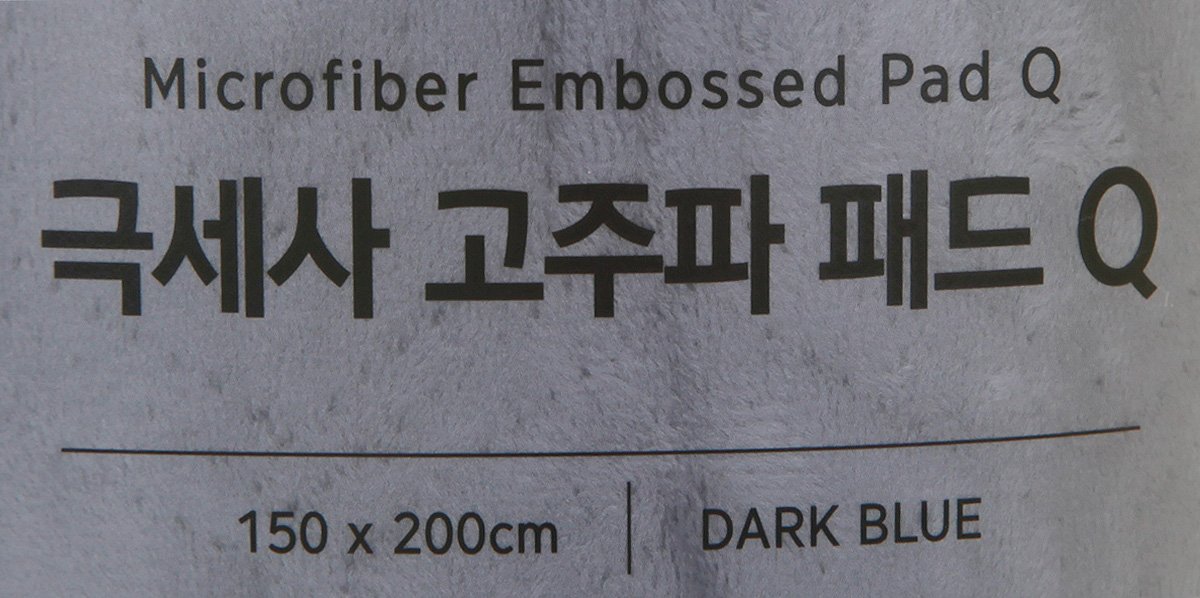 Microfiber Embossed Pad Q
극세사 고주파 패드 Q
150 x 200cm | DARK BLUE